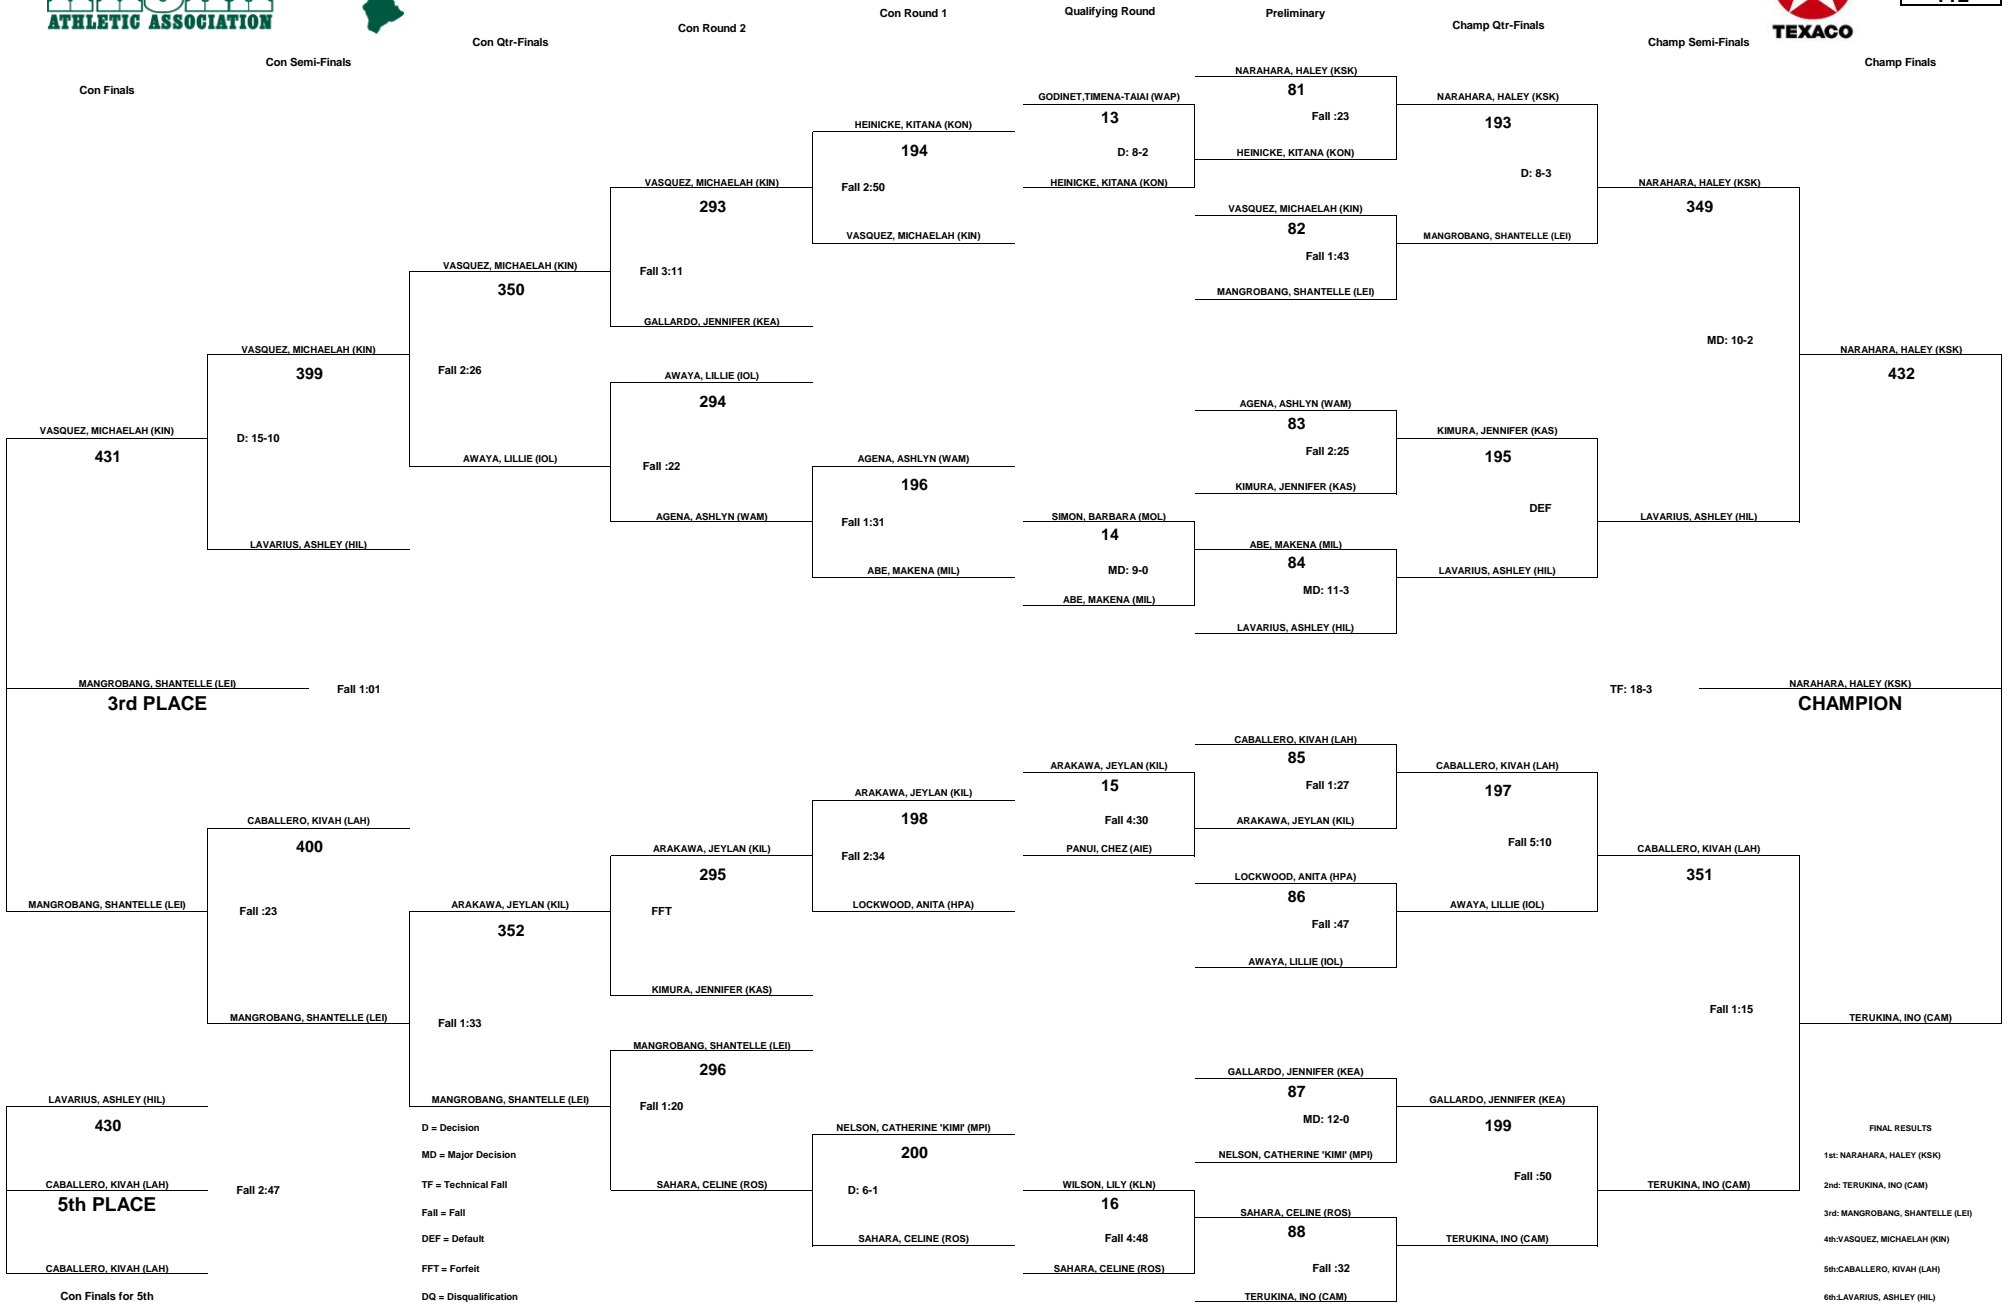 ATHLETIC ASSOCIATION
TEXACO
Con Finals
Con Semi-Finals
Con Qtr-Finals
Con Round 2
Con Round 1
Qualifying Round
Preliminary
Champ Qtr-Finals
Champ Semi-Finals
Champ Finals
VASQUEZ, MICHAELAH (KIN)
431
MANGROBANG, SHANTELLE (LEI)
3rd PLACE
Fall 1:01
MANGROBANG, SHANTELLE (LEI)
LAVARIUS, ASHLEY (HIL)
430
CABALLERO, KIVAH (LAH)
5th PLACE
Fall 2:47
CABALLERO, KIVAH (LAH)
Con Finals for 5th
VASQUEZ, MICHAELAH (KIN)
399
D: 15-10
LAVARIUS, ASHLEY (HIL)
CABALLERO, KIVAH (LAH)
400
Fall :23
MANGROBANG, SHANTELLE (LEI)
VASQUEZ, MICHAELAH (KIN)
350
Fall 2:26
AWAYA, LILLIE (IOL)
ARAKAWA, JEYLAN (KIL)
352
Fall 1:33
MANGROBANG, SHANTELLE (LEI)
D = Decision
MD = Major Decision
TF = Technical Fall
Fall = Fall
DEF = Default
FFT = Forfeit
DQ = Disqualification
VASQUEZ, MICHAELAH (KIN)
293
Fall 3:11
GALLARDO, JENNIFER (KEA)
AWAYA, LILLIE (IOL)
294
Fall :22
AGENA, ASHLYN (WAM)
ARAKAWA, JEYLAN (KIL)
295
FFT
KIMURA, JENNIFER (KAS)
MANGROBANG, SHANTELLE (LEI)
296
Fall 1:20
SAHARA, CELINE (ROS)
HEINICKE, KITANA (KON)
194
Fall 2:50
VASQUEZ, MICHAELAH (KIN)
AGENA, ASHLYN (WAM)
196
Fall 1:31
ABE, MAKENA (MIL)
ARAKAWA, JEYLAN (KIL)
198
Fall 2:34
LOCKWOOD, ANITA (HPA)
NELSON, CATHERINE 'KIMI' (MPI)
200
D: 6-1
SAHARA, CELINE (ROS)
GODINET,TIMENA-TAIAI (WAP)
13
D: 8-2
HEINICKE, KITANA (KON)
SIMON, BARBARA (MOL)
14
MD: 9-0
ABE, MAKENA (MIL)
ARAKAWA, JEYLAN (KIL)
15
Fall 4:30
PANUI, CHEZ (AIE)
WILSON, LILY (KLN)
16
Fall 4:48
SAHARA, CELINE (ROS)
NARAHARA, HALEY (KSK)
81
Fall :23
HEINICKE, KITANA (KON)
VASQUEZ, MICHAELAH (KIN)
82
Fall 1:43
MANGROBANG, SHANTELLE (LEI)
AGENA, ASHLYN (WAM)
83
Fall 2:25
KIMURA, JENNIFER (KAS)
ABE, MAKENA (MIL)
84
MD: 11-3
LAVARIUS, ASHLEY (HIL)
CABALLERO, KIVAH (LAH)
85
Fall 1:27
ARAKAWA, JEYLAN (KIL)
LOCKWOOD, ANITA (HPA)
86
Fall :47
AWAYA, LILLIE (IOL)
GALLARDO, JENNIFER (KEA)
87
MD: 12-0
NELSON, CATHERINE 'KIMI' (MPI)
SAHARA, CELINE (ROS)
88
Fall :32
TERUKINA, INO (CAM)
NARAHARA, HALEY (KSK)
193
D: 8-3
MANGROBANG, SHANTELLE (LEI)
KIMURA, JENNIFER (KAS)
195
DEF
LAVARIUS, ASHLEY (HIL)
CABALLERO, KIVAH (LAH)
197
Fall 5:10
AWAYA, LILLIE (IOL)
GALLARDO, JENNIFER (KEA)
199
Fall :50
TERUKINA, INO (CAM)
NARAHARA, HALEY (KSK)
349
MD: 10-2
LAVARIUS, ASHLEY (HIL)
CABALLERO, KIVAH (LAH)
351
Fall 1:15
TERUKINA, INO (CAM)
NARAHARA, HALEY (KSK)
432
TF: 18-3
NARAHARA, HALEY (KSK)
CHAMPION
TERUKINA, INO (CAM)
FINAL RESULTS
1st: NARAHARA, HALEY (KSK)
2nd: TERUKINA, INO (CAM)
3rd: MANGROBANG, SHANTELLE (LEI)
4th:VASQUEZ, MICHAELAH (KIN)
5th:CABALLERO, KIVAH (LAH)
6th:LAVARIUS, ASHLEY (HIL)